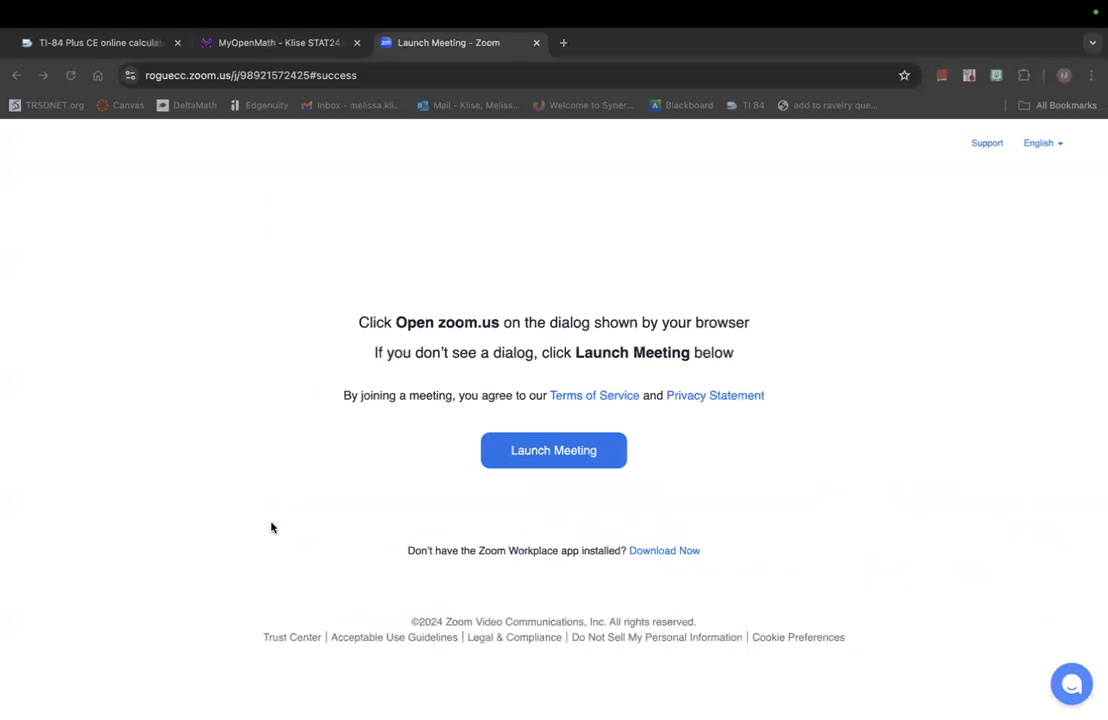 TI-84 Plus CE online calculat
MyOpenMath - Klise STAT24
zm Launch Meeting - Zoom
roguecc.zoom.us/j/98921572425#success
M
TRSDNET.org Canvas DeltaMath Edgenuity Inbox - melissa.kli... Mail - Klise, Meliss... Welcome to Syner... Blackboard TI 84 add to ravelry que... All Bookmarks
Support English
Click Open zoom.us on the dialog shown by your browser
If you don't see a dialog, click Launch Meeting below
By joining a meeting, you agree to our Terms of Service and Privacy Statement
Launch Meeting
Don't have the Zoom Workplace app installed? Download Now
©2024 Zoom Video Communications, Inc. All rights reserved.
Trust Center | Acceptable Use Guidelines | Legal & Compliance | Do Not Sell My Personal Information | Cookie Preferences